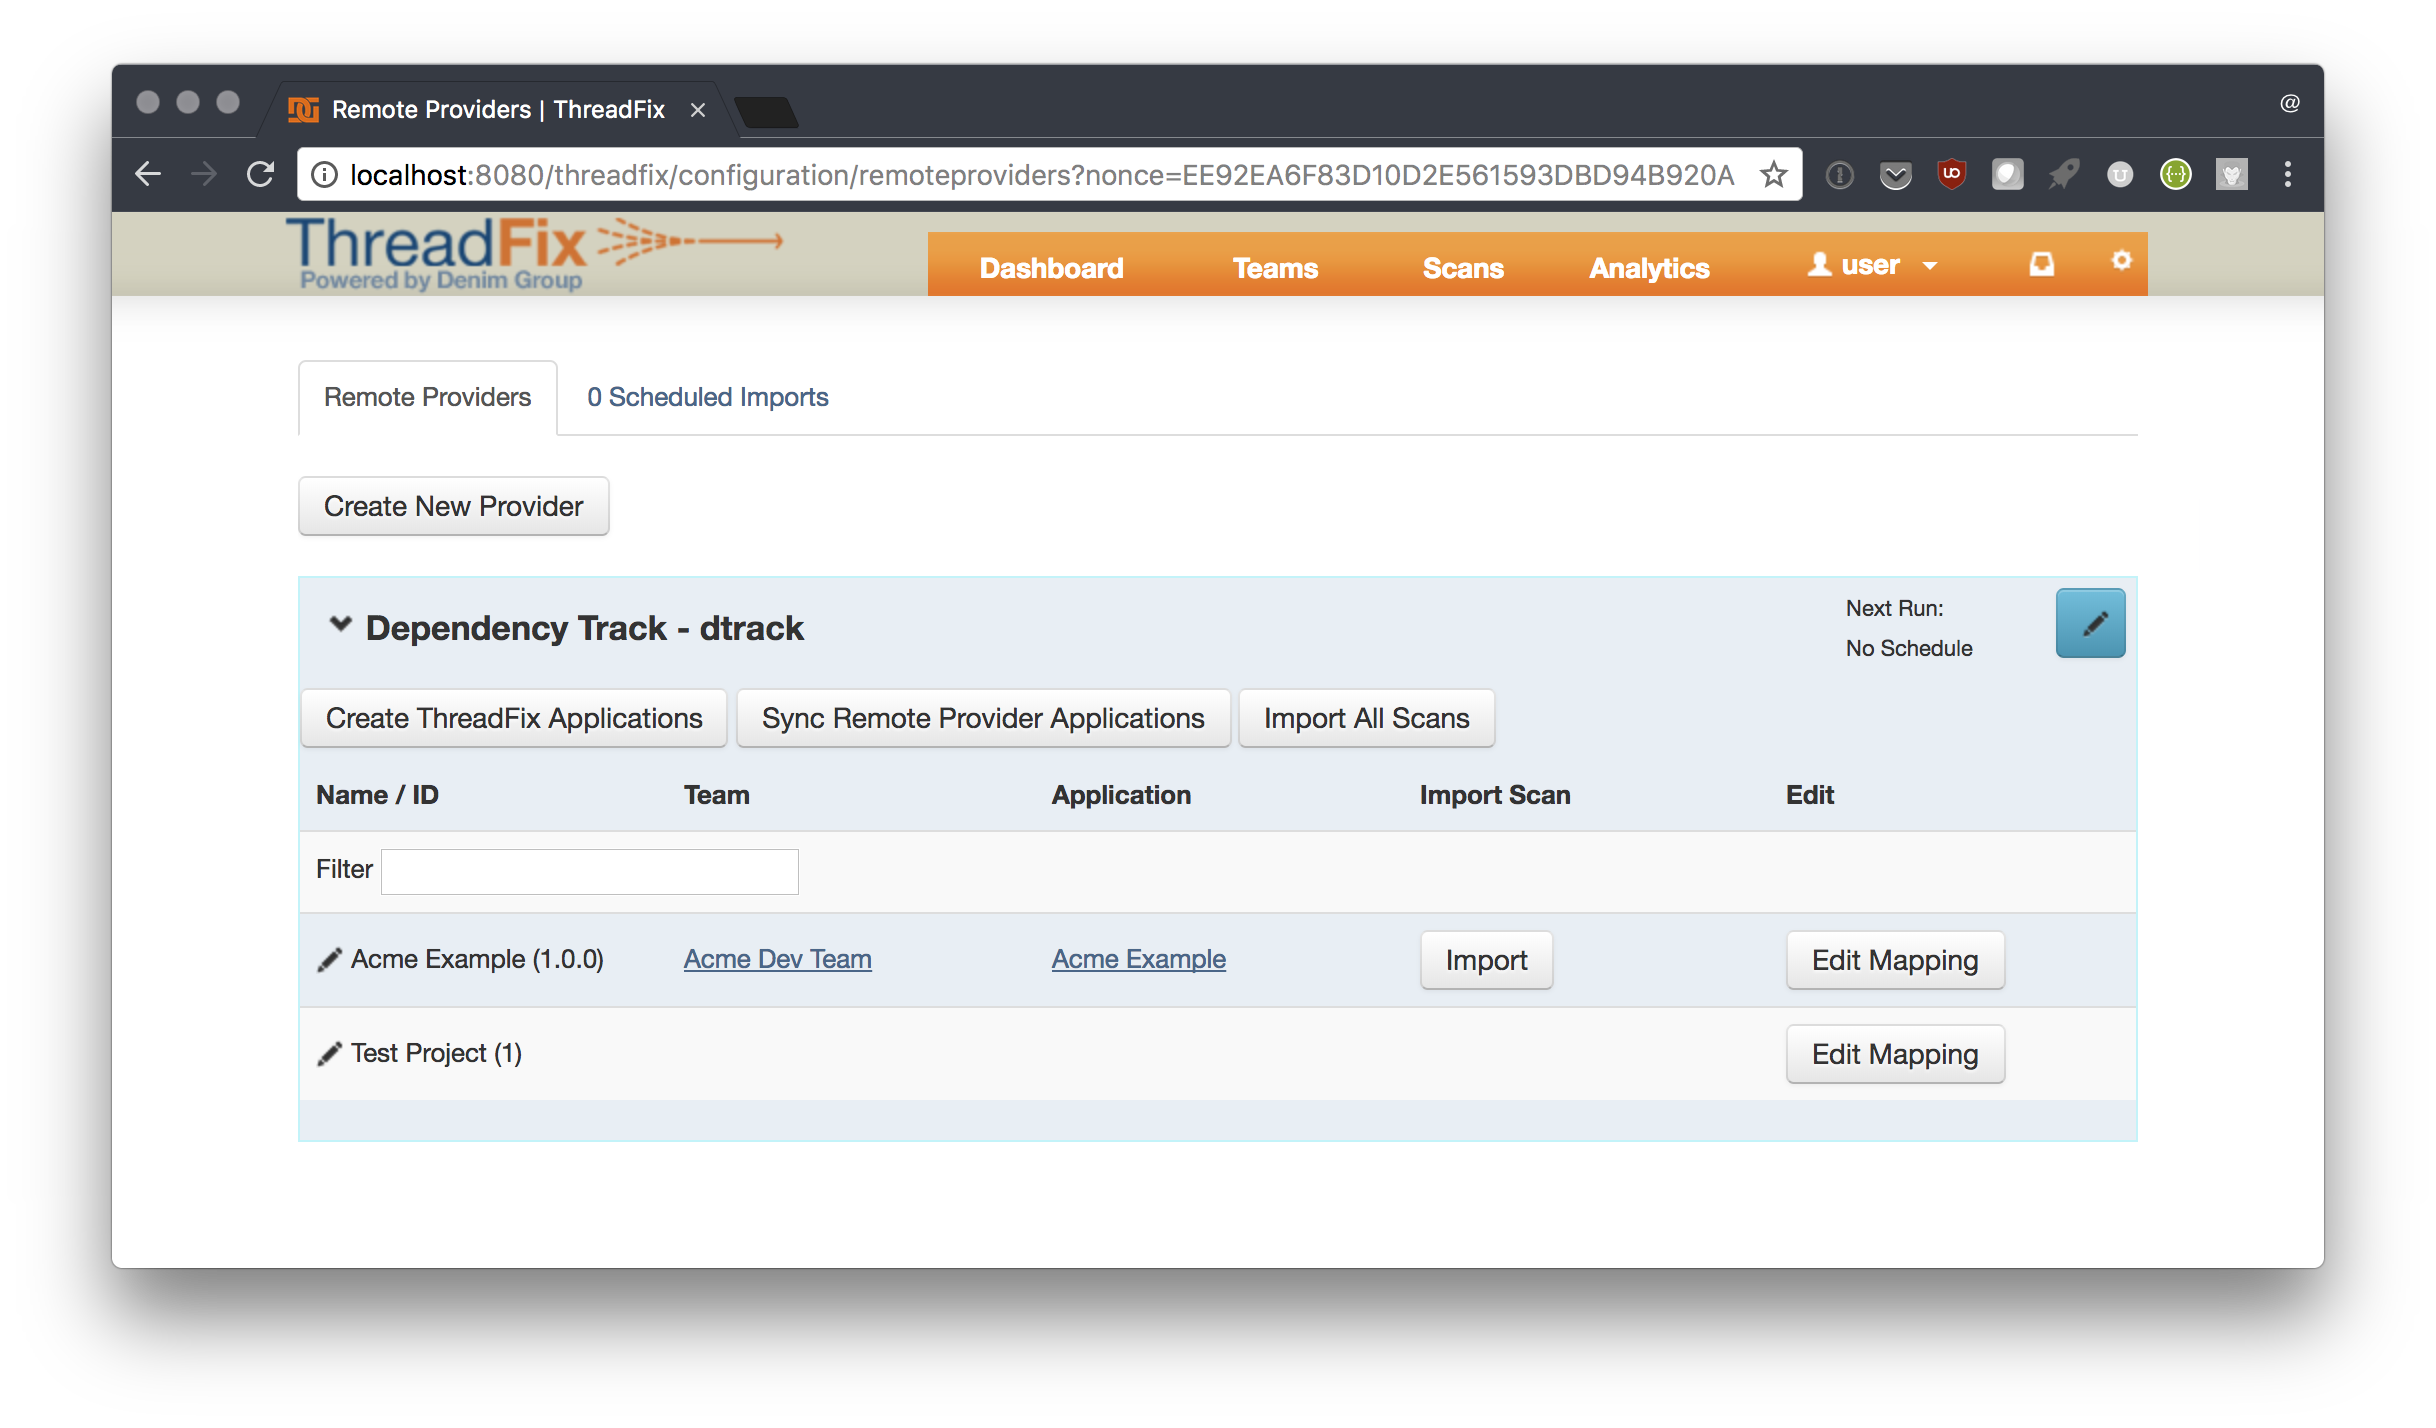 Remote Providers | ThreadFix ×
@
localhost:8080/threadfix/configuration/remoteproviders?nonce=EE92EA6F83D10D2E561593DBD94B920A
ThreadFix
Powered by Denim Group
Dashboard Teams Scans Analytics user
Remote Providers 0 Scheduled Imports
Create New Provider
Dependency Track - dtrack
Next Run:
No Schedule
Create ThreadFix Applications Sync Remote Provider Applications Import All Scans
Name / ID Team Application Import Scan Edit
Filter
Acme Example (1.0.0) Acme Dev Team Acme Example Import Edit Mapping
Test Project (1) Edit Mapping